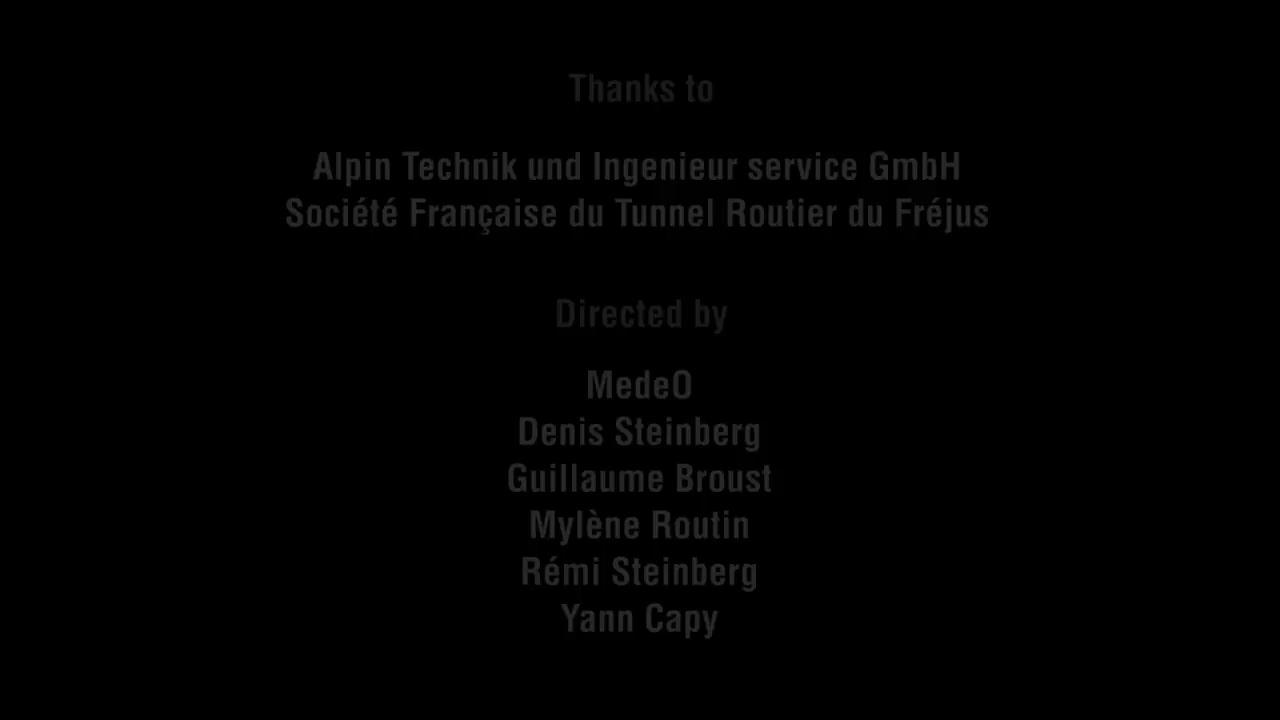 Thanks to
Alpin Technik und Ingenieur service GmbH
Société Française du Tunnel Routier du Fréjus
Directed by
MedeO
Denis Steinberg
Guillaume Broust
Mylène Routin
Rémi Steinberg
Yann Capy